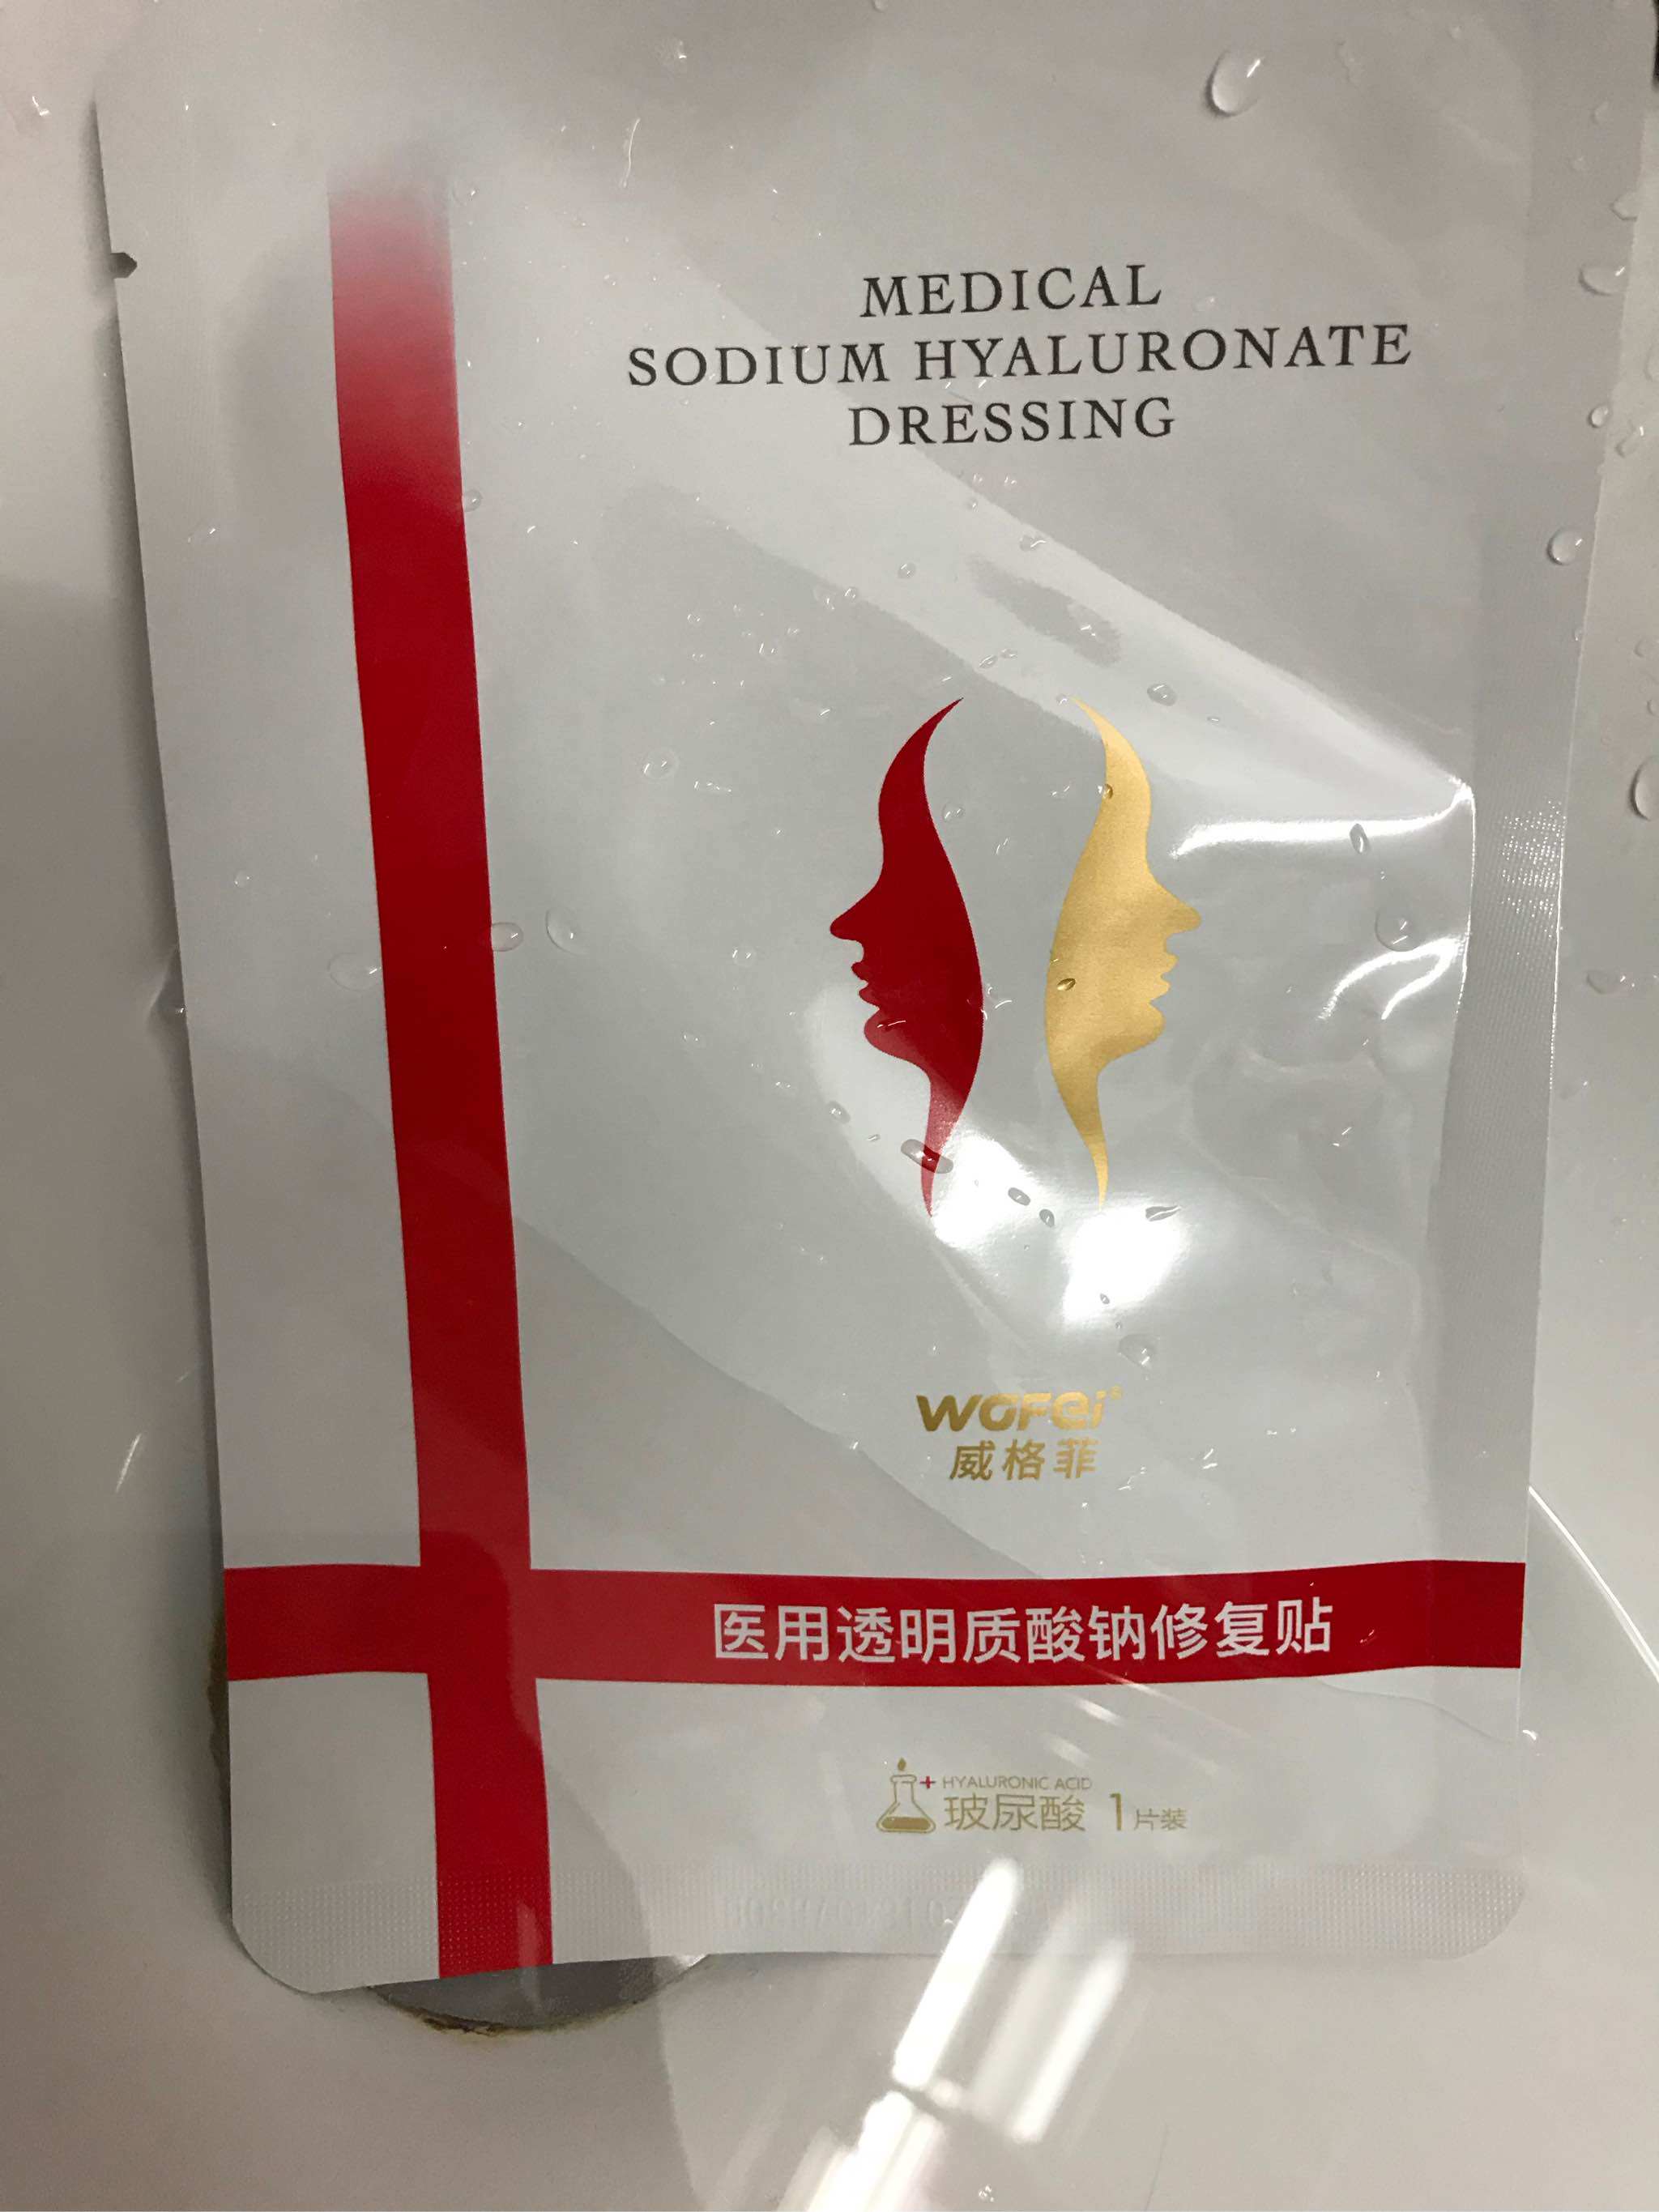 MEDICAL
SODIUM HYALURONATE
DRESSING
WGFei®
威格菲
医用透明质酸钠修复贴
HYALURONIC ACID
玻尿酸 1片装